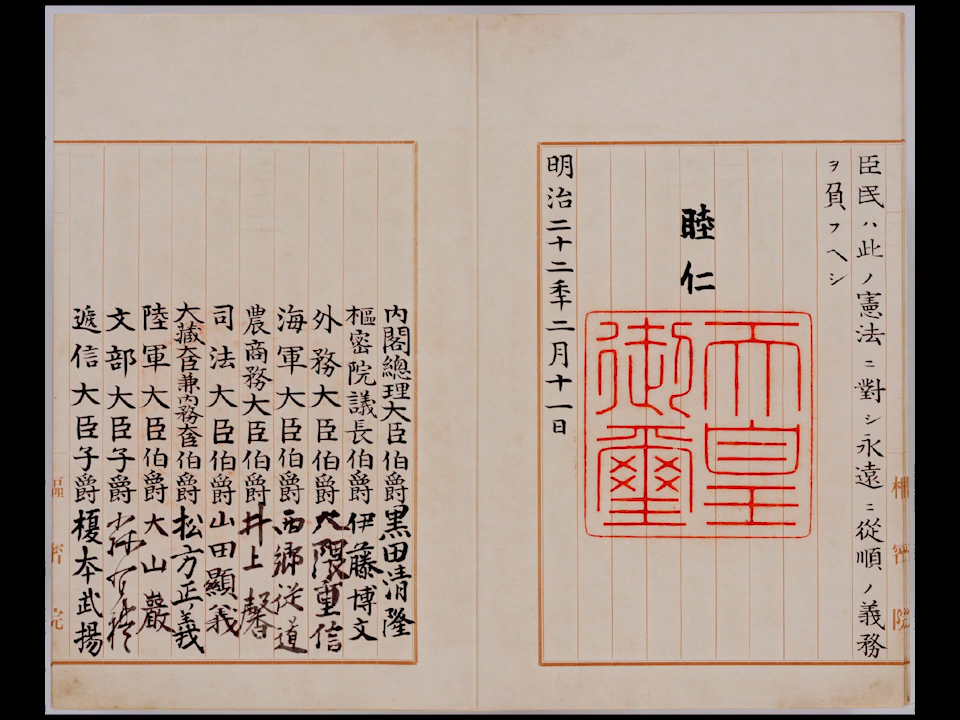 臣民ハ此ノ憲法ニ對シ永遠ニ從順ノ義務
ヲ負フヘシ
睦仁
天皇
御璽
明治二十二年二月十一日
內閣總理大臣伯爵黒田清隆
樞密院議長伯爵伊藤博文
外務大臣伯爵大隈重信
海軍大臣伯爵西郷従道
農商務大臣伯爵井上馨
司法大臣伯爵山田顯義
大藏大臣兼內務大臣伯爵松方正義
陸軍大臣伯爵大山巖
文部大臣子爵森有禮
遞信大臣子爵榎本武揚
樞密院